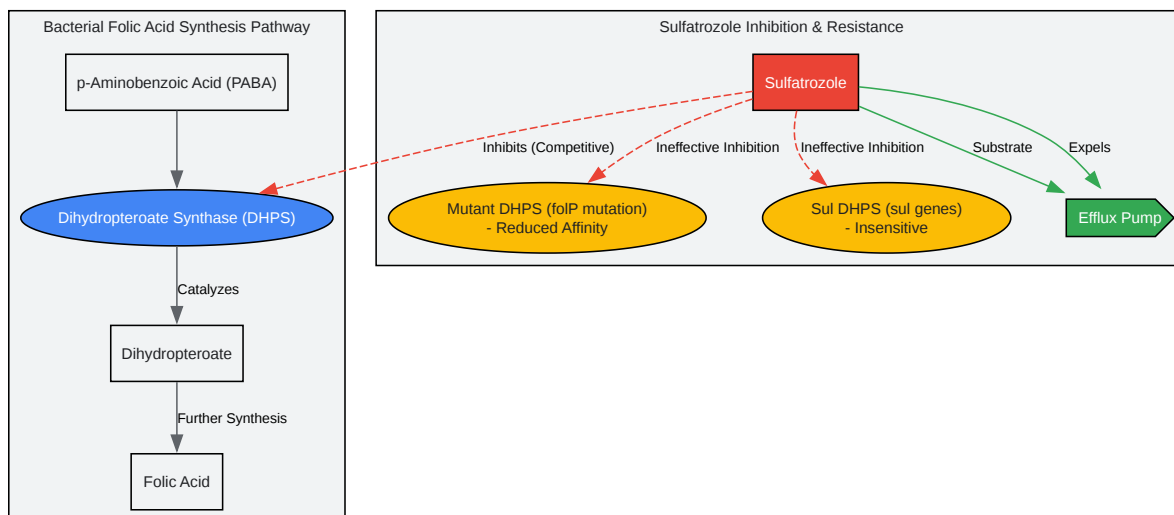 Bacterial Folic Acid Synthesis Pathway
p-Aminobenzoic Acid (PABA)
Dihydropteroate Synthase (DHPS)
Catalyzes
Dihydropteroate
Further Synthesis
Folic Acid
Sulfatrozole Inhibition & Resistance
Sulfatrozole
Inhibits (Competitive)
Ineffective Inhibition
Ineffective Inhibition
Substrate
Expels
Mutant DHPS (folP mutation)
- Reduced Affinity
Sul DHPS (sul genes)
- Insensitive
Efflux Pump